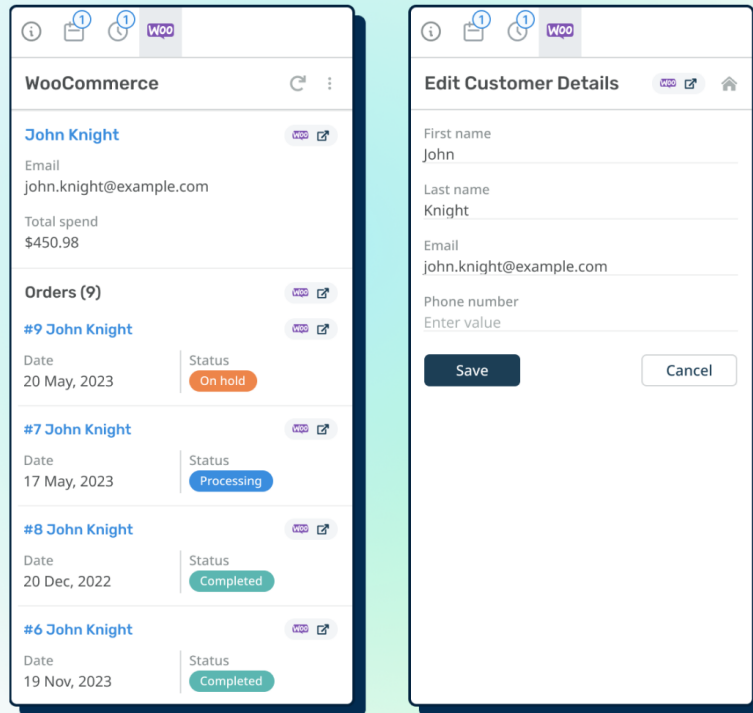 1
1
WOO
WooCommerce
John Knight
WOO
Email
john.knight@example.com
Total spend
$450.98
Orders (9)
WOO
#9 John Knight
WOO
Date
Status
20 May, 2023
On hold
#7 John Knight
WOO
Date
Status
17 May, 2023
Processing
#8 John Knight
WOO
Date
Status
20 Dec, 2022
Completed
#6 John Knight
WOO
Date
Status
19 Nov, 2023
Completed
1
1
WOO
Edit Customer Details
WOO
First name
John
Last name
Knight
Email
john.knight@example.com
Phone number
Enter value
Save
Cancel